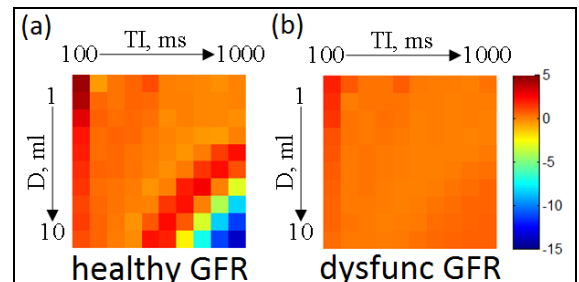 (a)
TI, ms
100
1000
1
D, ml
10
healthy GFR
(b)
TI, ms
100
1000
1
D, ml
10
dysfunc GFR
5
0
-5
-10
-15